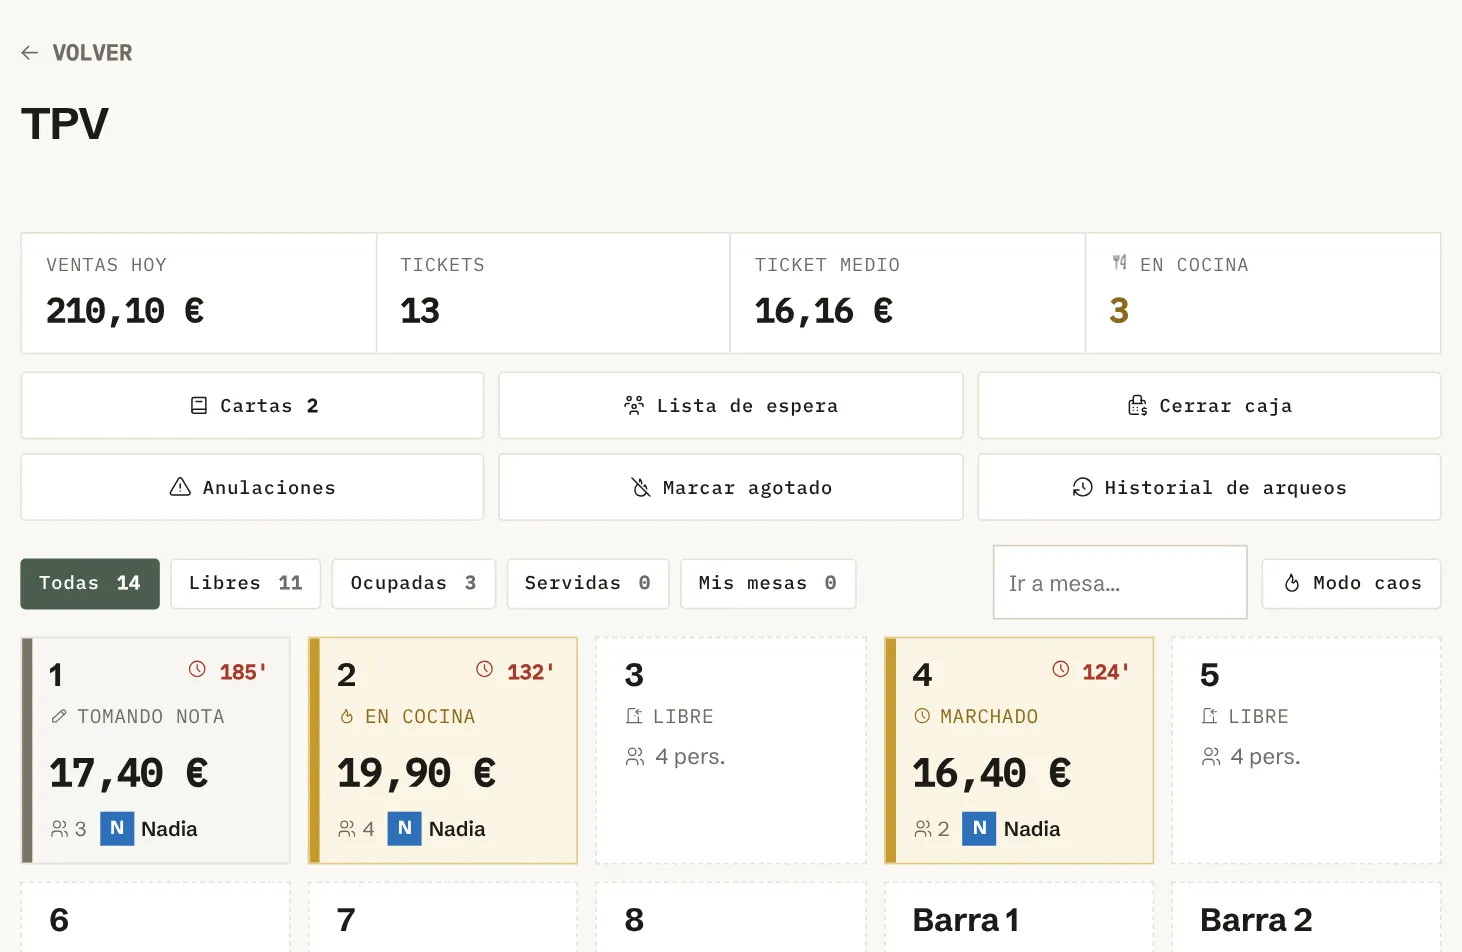 ← VOLVER
TPV
VENTAS HOY
210,10 €
TICKETS
13
TICKET MEDIO
16,16 €
EN COCINA
3
Cartas 2
Lista de espera
Cerrar caja
Anulaciones
Marcar agotado
Historial de arqueos
Todas 14
Libres 11
Ocupadas 3
Servidas 0
Mis mesas 0
Ir a mesa...
Modo caos
1 185'
TOMANDO NOTA
17,40 €
3 N Nadia
2 132'
EN COCINA
19,90 €
4 N Nadia
3
LIBRE
4 pers.
4 124'
MARCHADO
16,40 €
2 N Nadia
5
LIBRE
4 pers.
6
7
8
Barra 1
Barra 2